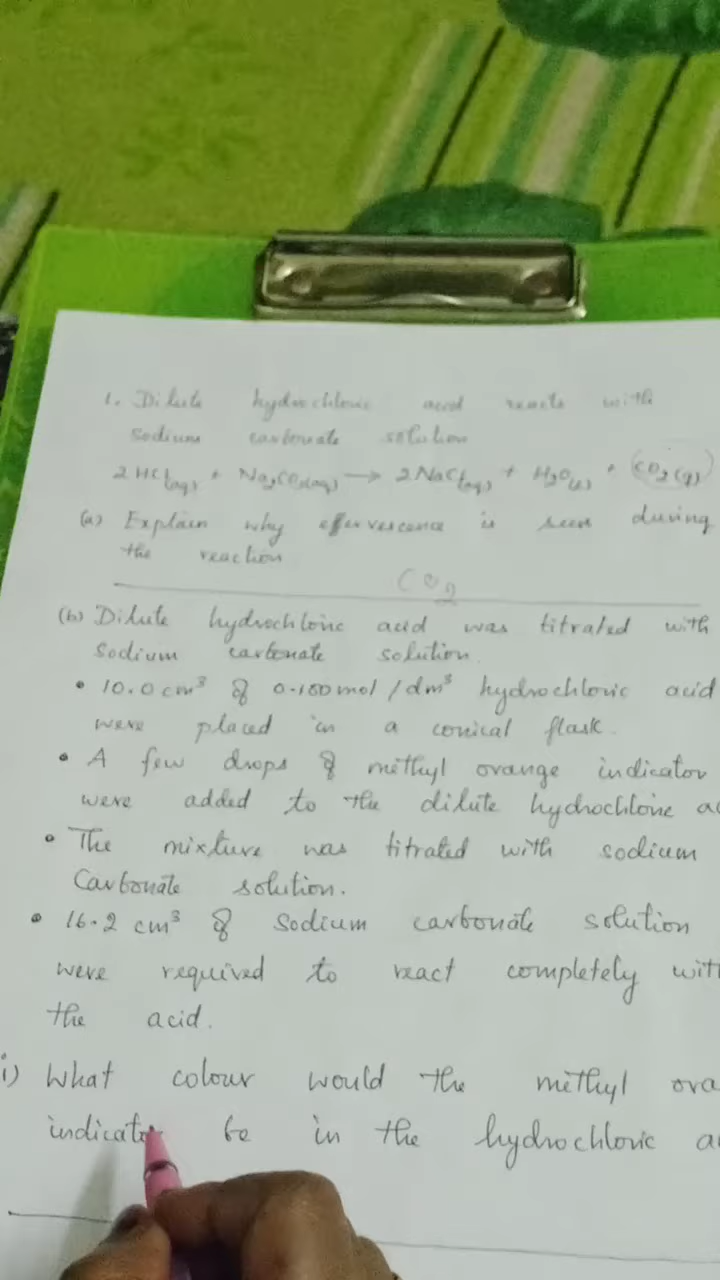 1. Dilute hydrochloric acid reacts with
sodium carbonate solution
2HCl(aq) + Na2CO3(aq) → 2NaCl(aq) + H2O(l) + CO2(g)
(a) Explain why effervescence is seen during
the reaction
CO2
(b) Dilute hydrochloric acid was titrated with
Sodium carbonate solution.
• 10.0 cm³ of 0.100 mol/dm³ hydrochloric acid
were placed in a conical flask.
• A few drops of methyl orange indicator
were added to the dilute hydrochloric
• The mixture was titrated with sodium
Carbonate solution.
• 16.2 cm³ of Sodium carbonate solution
were required to react completely with
the acid.
i) What colour would the methyl
indicator be in the hydrochloric